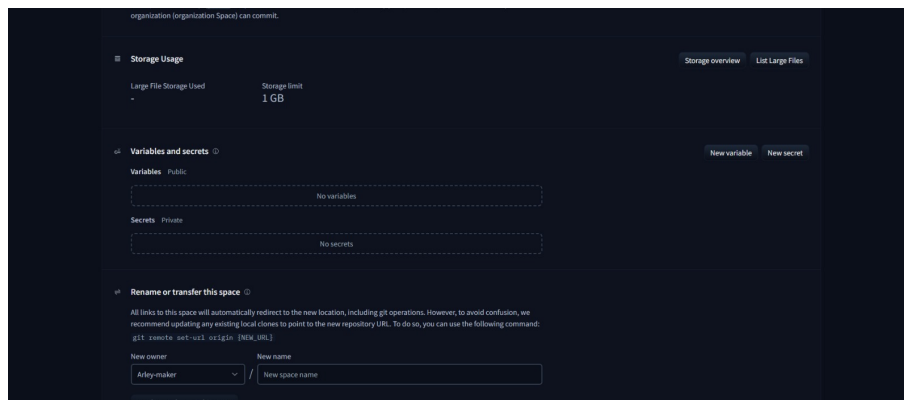 organization (organization Space) can commit.
Storage Usage
Storage overview
List Large Files
Large File Storage Used
Storage limit
-
1 GB
Variables and secrets
New variable
New secret
Variables Public
No variables
Secrets Private
No secrets
Rename or transfer this space
All links to this space will automatically redirect to the new location, including git operations. However, to avoid confusion, we
recommend updating any existing local clones to point to the new repository URL. To do so, you can use the following command:
git remote set-url origin {NEW_URL}
New owner
New name
Arley-maker
/
New space name